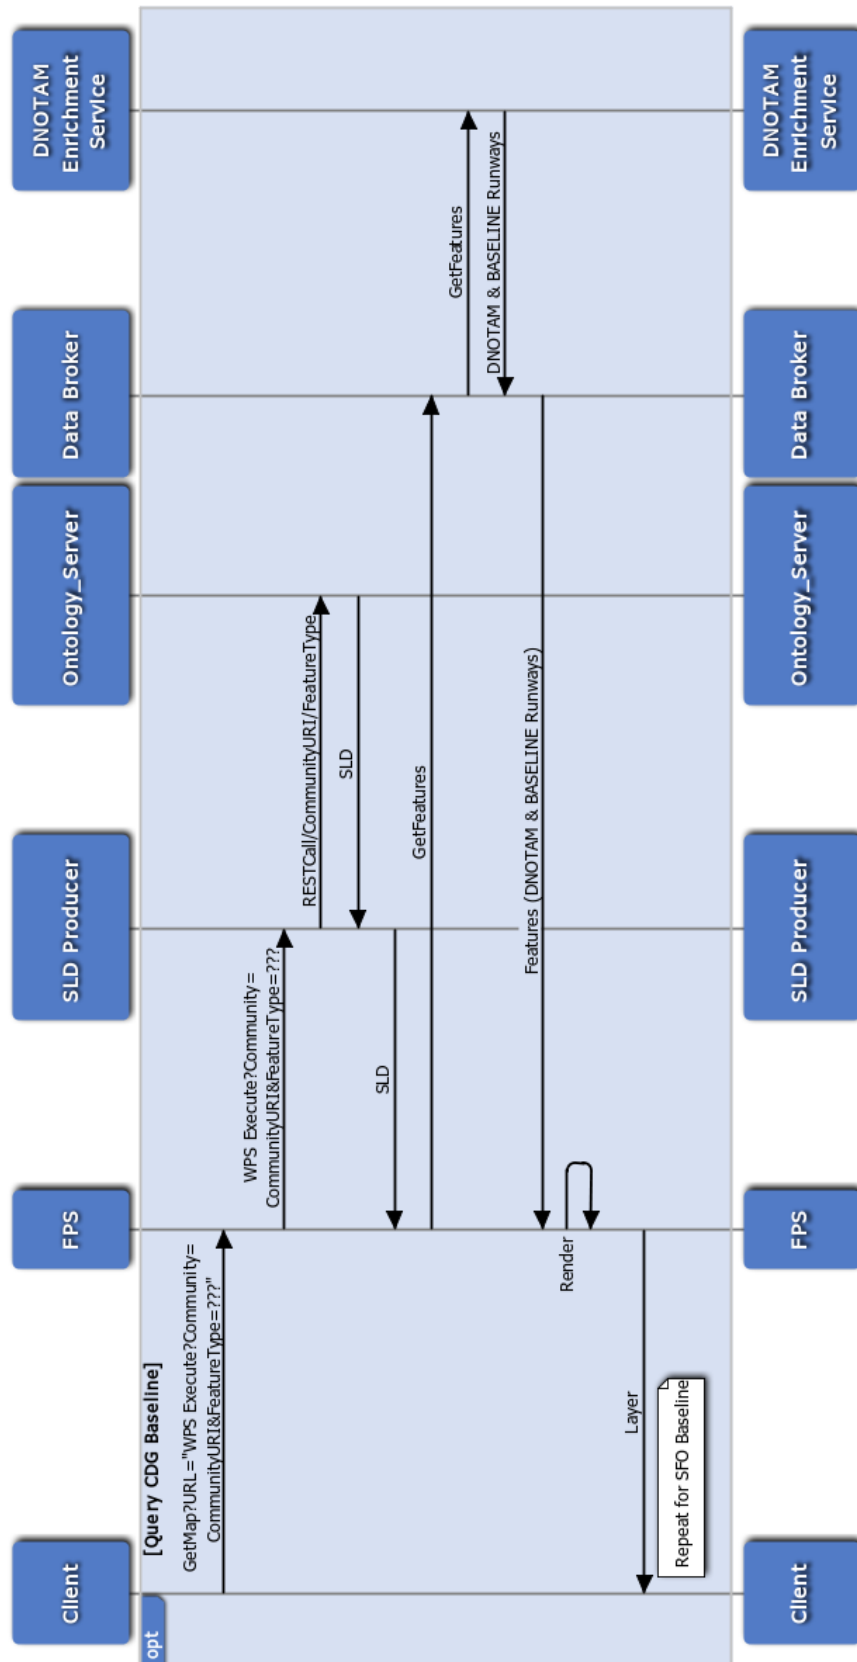 Client
FPS
SLD Producer
Ontology_Server
Data Broker
DNOTAM
Enrichment
Service
opt
[Query CDG Baseline]
GetMap?URL="WPS Execute?Community=
CommunityURI&FeatureType=???"
WPS Execute?Community=
CommunityURI&FeatureType=???
RESTCall/CommunityURI/FeatureType
SLD
SLD
GetFeatures
GetFeatures
DNOTAM & BASELINE Runways
Features (DNOTAM & BASELINE Runways)
Render
Layer
Repeat for SFO Baseline
Client
FPS
SLD Producer
Ontology_Server
Data Broker
DNOTAM
Enrichment
Service